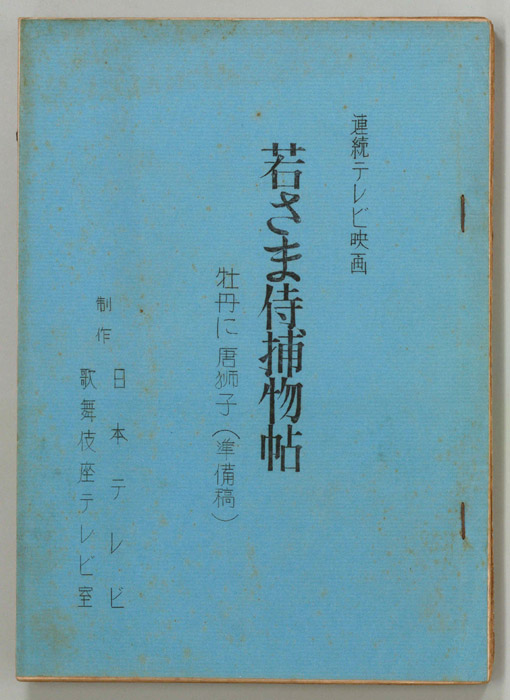 連続テレビ映画
若さま侍捕物帖
牡丹に唐獅子(準備稿)
制作
日本テレビ
歌舞伎座テレビ室